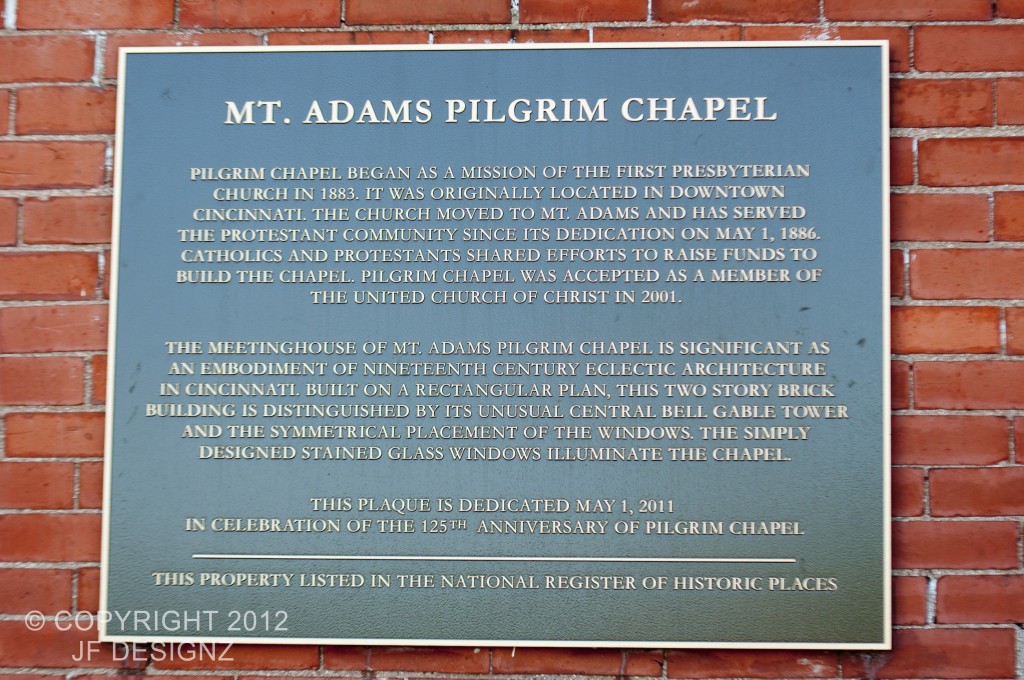 MT. ADAMS PILGRIM CHAPEL
PILGRIM CHAPEL BEGAN AS A MISSION OF THE FIRST PRESBYTERIAN
CHURCH IN 1883. IT WAS ORIGINALLY LOCATED IN DOWNTOWN
CINCINNATI. THE CHURCH MOVED TO MT. ADAMS AND HAS SERVED
THE PROTESTANT COMMUNITY SINCE ITS DEDICATION ON MAY 1, 1886.
CATHOLICS AND PROTESTANTS SHARED EFFORTS TO RAISE FUNDS TO
BUILD THE CHAPEL. PILGRIM CHAPEL WAS ACCEPTED AS A MEMBER OF
THE UNITED CHURCH OF CHRIST IN 2001.
THE MEETINGHOUSE OF MT. ADAMS PILGRIM CHAPEL IS SIGNIFICANT AS
AN EMBODIMENT OF NINETEENTH CENTURY ECLECTIC ARCHITECTURE
IN CINCINNATI. BUILT ON A RECTANGULAR PLAN, THIS TWO STORY BRICK
BUILDING IS DISTINGUISHED BY ITS UNUSUAL CENTRAL BELL GABLE TOWER
AND THE SYMMETRICAL PLACEMENT OF THE WINDOWS. THE SIMPLY
DESIGNED STAINED GLASS WINDOWS ILLUMINATE THE CHAPEL.
THIS PLAQUE IS DEDICATED MAY 1, 2011
IN CELEBRATION OF THE 125TH ANNIVERSARY OF PILGRIM CHAPEL
THIS PROPERTY LISTED IN THE NATIONAL REGISTER OF HISTORIC PLACES
© COPYRIGHT 2012
JF DESIGNZ